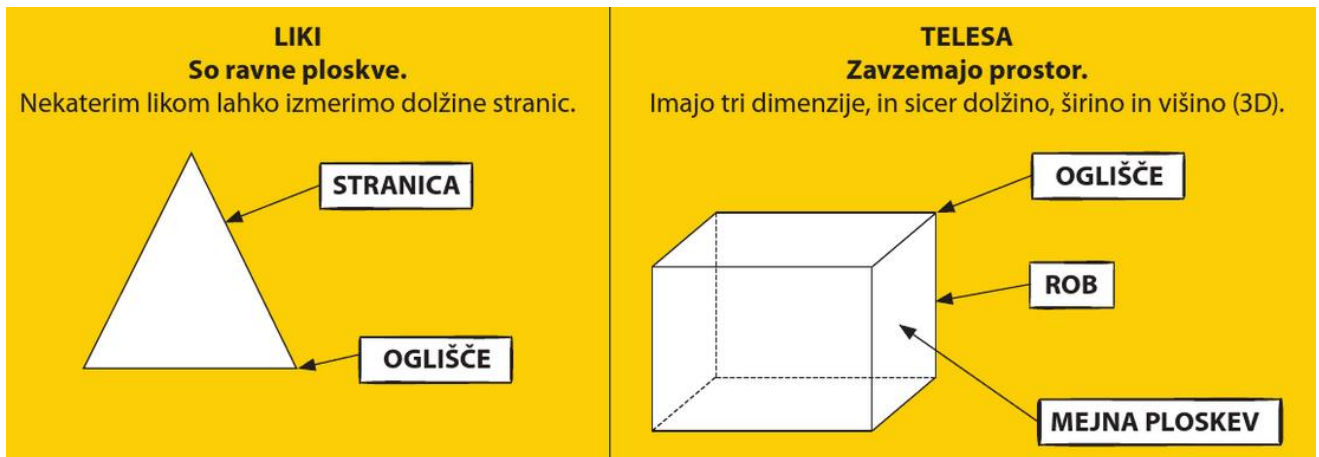 LIKI
So ravne ploskve.
Nekaterim likom lahko izmerimo dolžine stranic.
STRANICA
OGLIŠČE
TELESA
Zavzemajo prostor.
Imajo tri dimenzije, in sicer dolžino, širino in višino (3D).
OGLIŠČE
ROB
MEJNA PLOSKEV